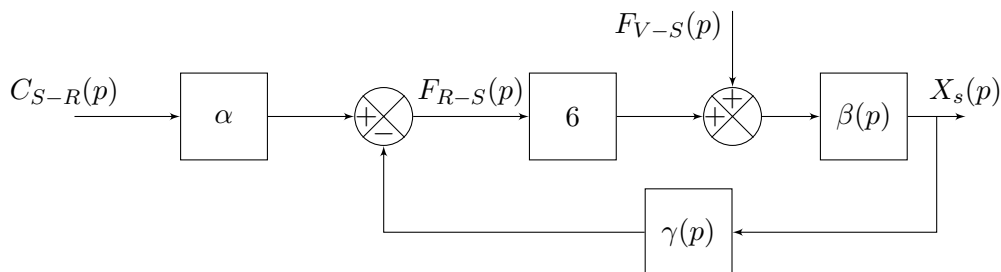 F_{V-S}(p)
C_{S-R}(p)
α
+
−
F_{R-S}(p)
6
+
+
β(p)
X_s(p)
γ(p)